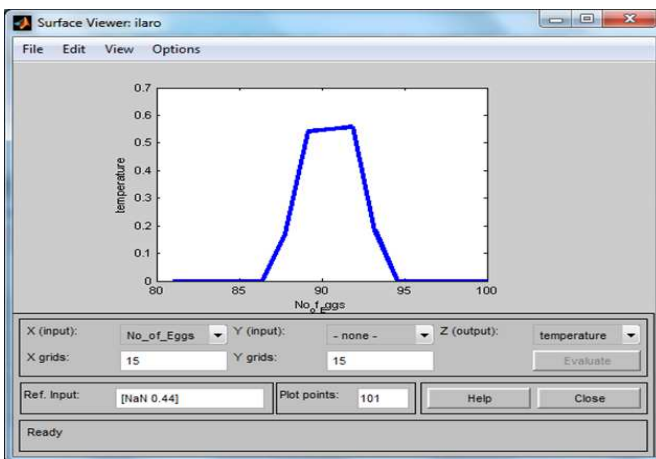 Surface Viewer: ilaro
File Edit View Options
0.7
0.6
0.5
0.4
0.3
0.2
0.1
0
temperature
80 85 90 95 100
No_of_Eggs
X (input): No_of_Eggs Y (input): - none - Z (output): temperature
X grids: 15 Y grids: 15 Evaluate
Ref. Input: [NaN 0.44] Plot points: 101 Help Close
Ready